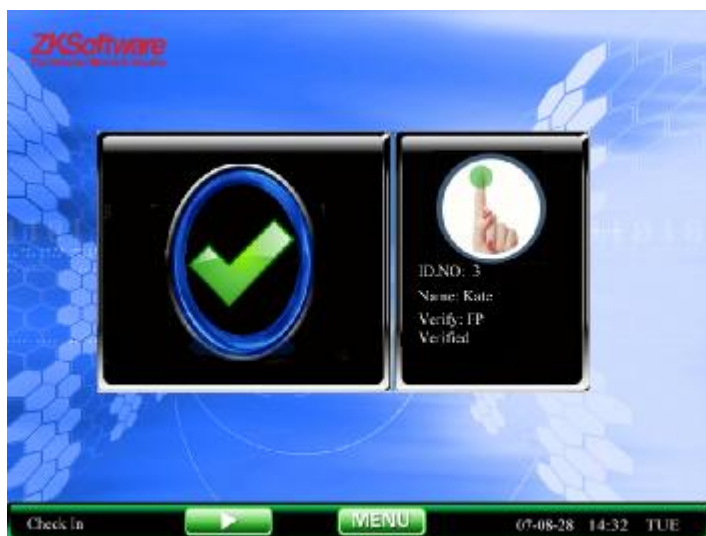 ZKSoftware
ID.NO: 3
Name: Kate
Verify: FP
Verified
Check In
MENU
07-08-28 14:32 TUE